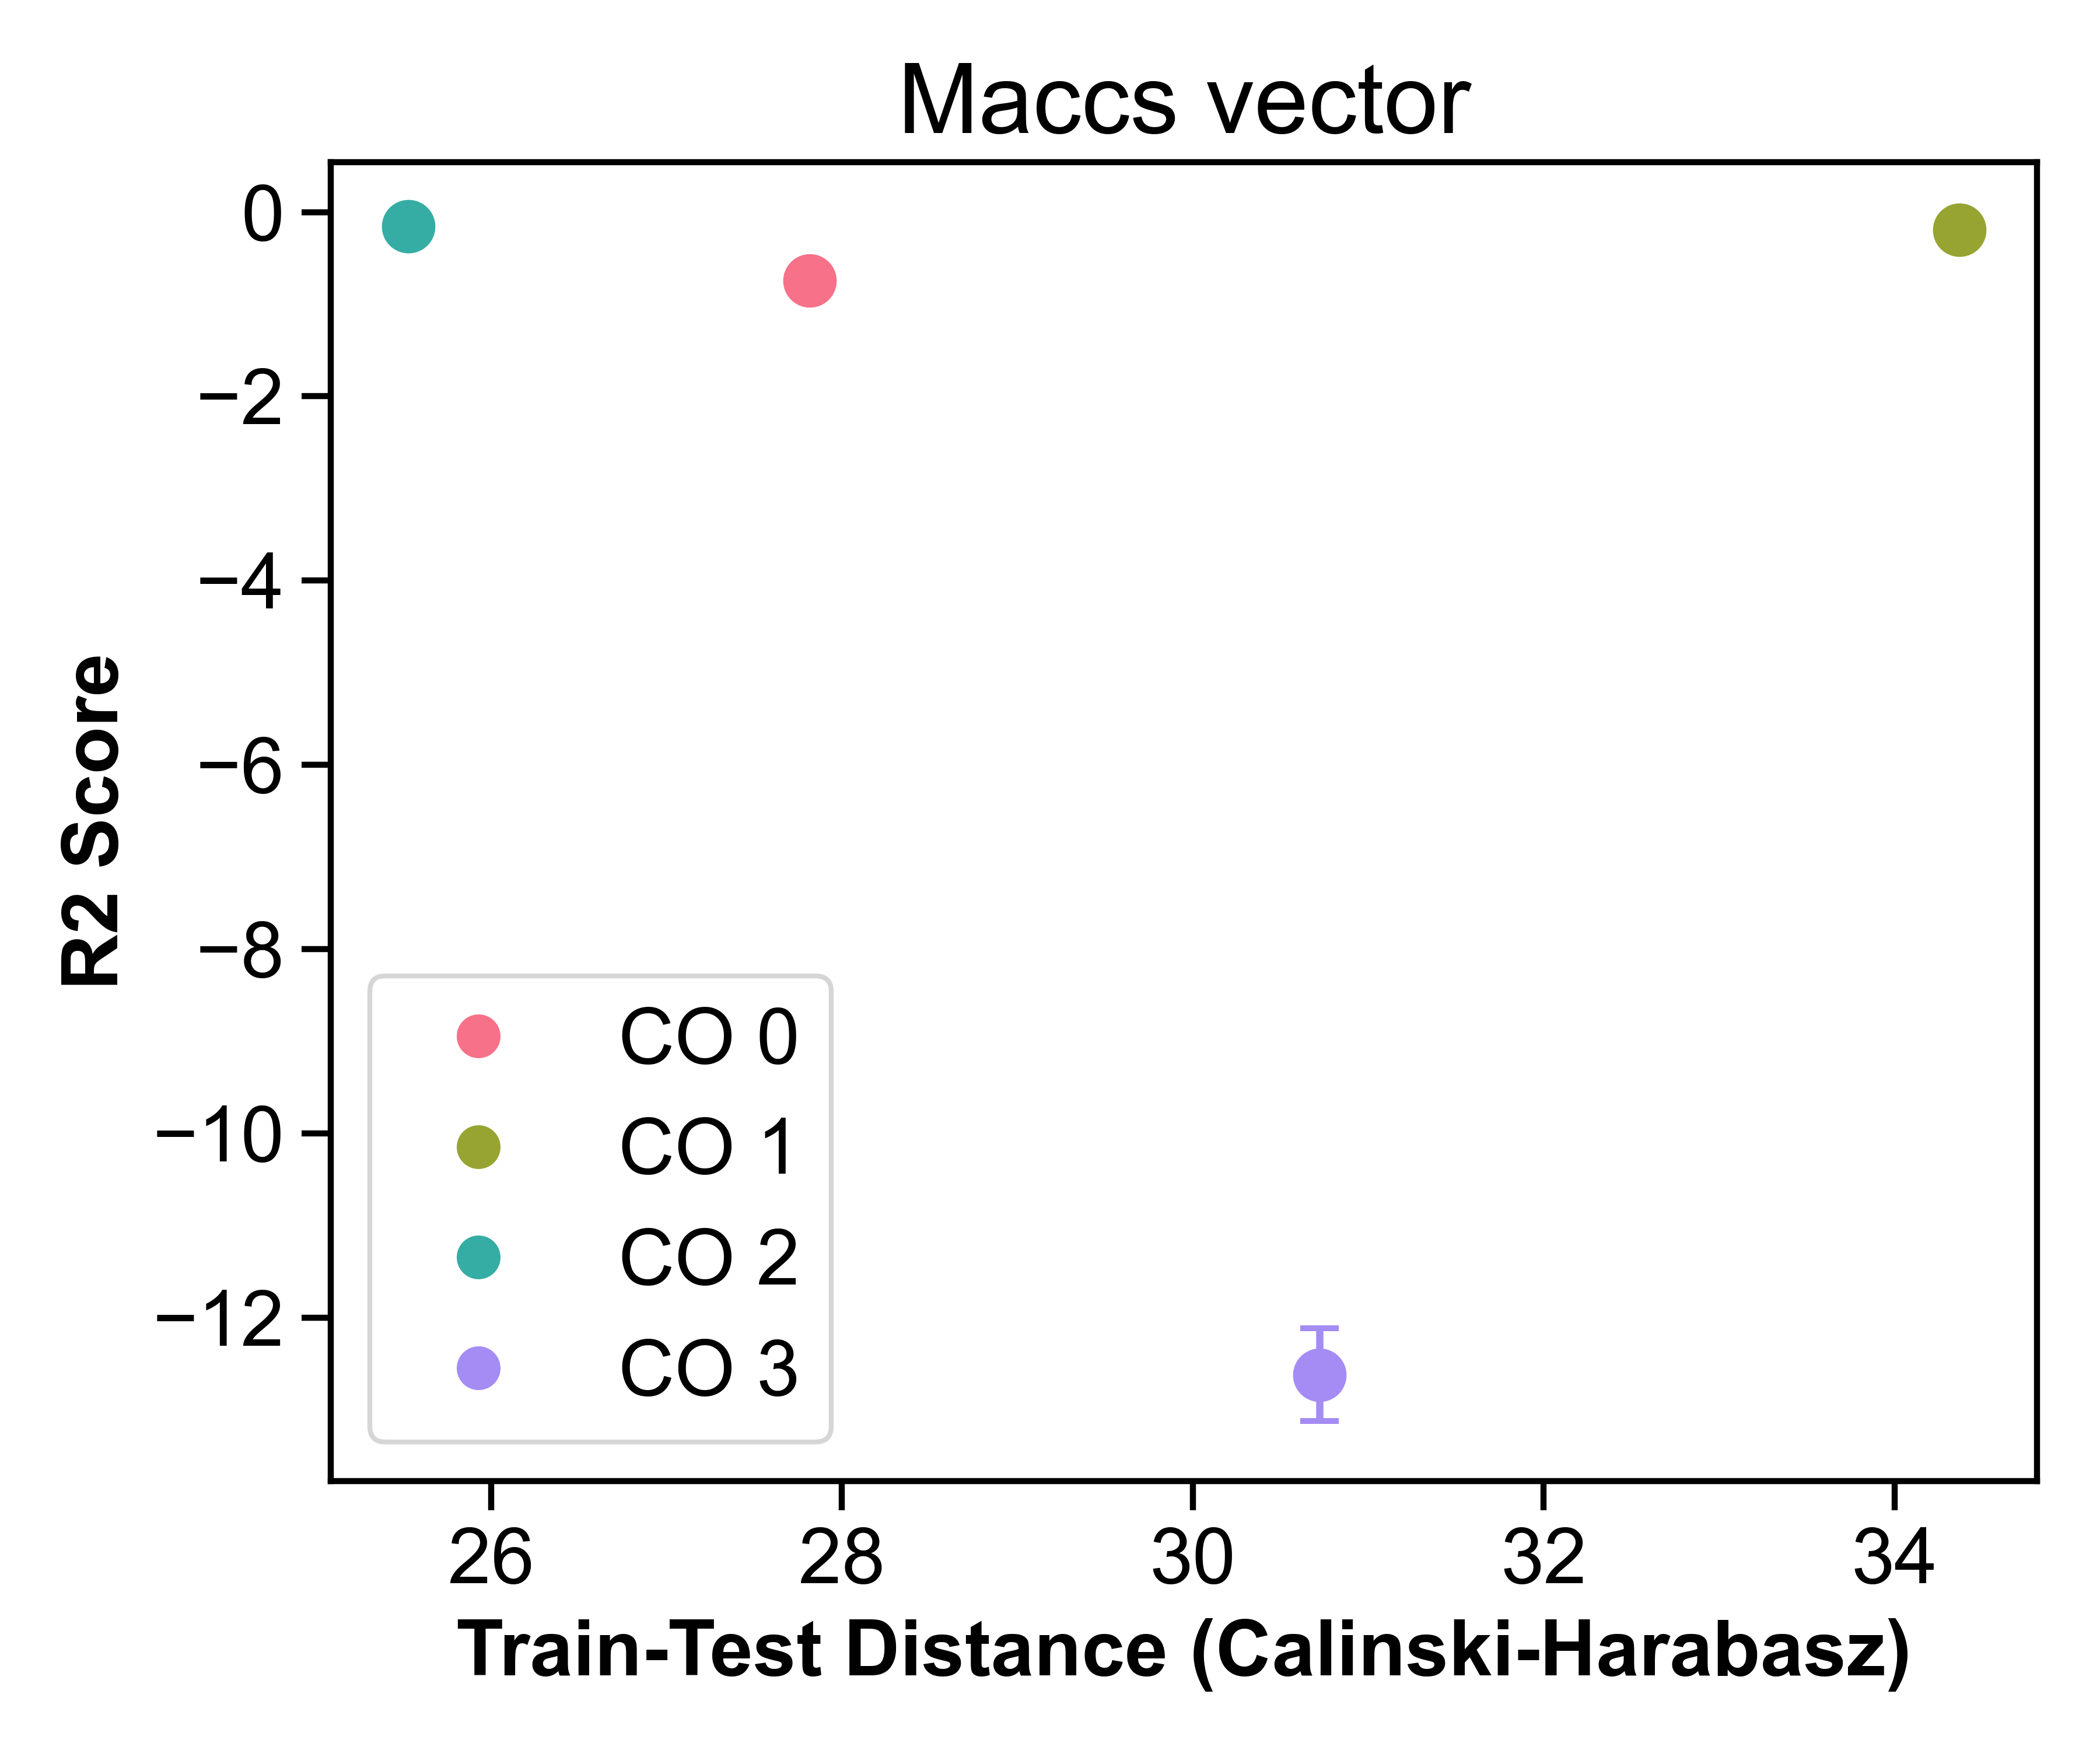 Maccs vector
R2 Score
0
−2
−4
−6
−8
−10
−12
CO 0
CO 1
CO 2
CO 3
26 28 30 32 34
Train-Test Distance (Calinski-Harabasz)